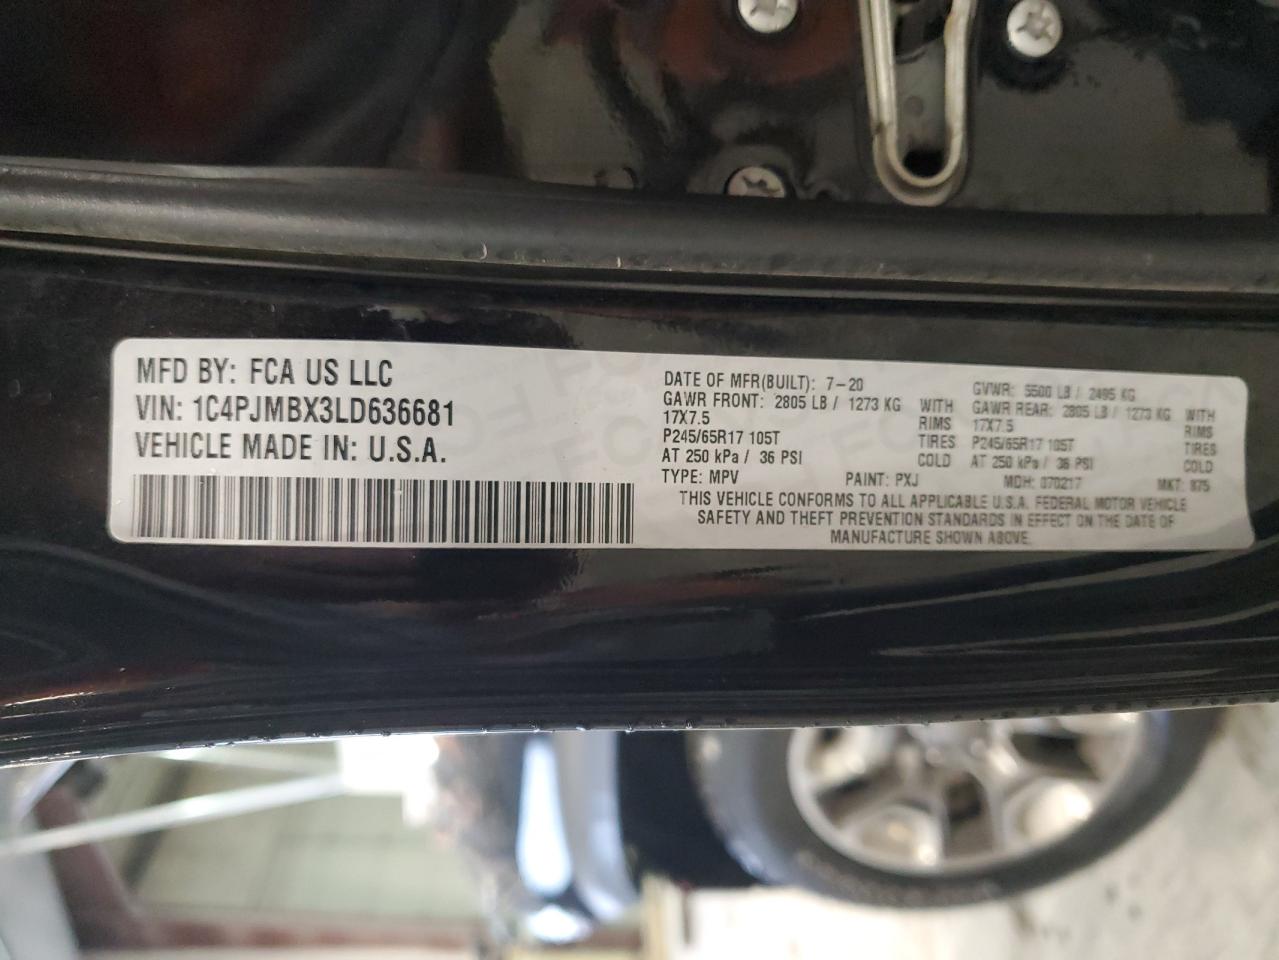 MFD BY: FCA US LLC
VIN: 1C4PJMBX3LD636681
VEHICLE MADE IN: U.S.A.
DATE OF MFR(BUILT): 7-20
GAWR FRONT: 2805 LB / 1273 KG WITH
17X7.5 RIMS
P245/65R17 105T TIRES
AT 250 kPa / 36 PSI COLD
GVWR: 5500 LB / 2495 KG
GAWR REAR: 2805 LB / 1273 KG WITH
17X7.5 RIMS
P245/65R17 105T TIRES
AT 250 kPa / 36 PSI COLD
TYPE: MPV PAINT: PXJ MDH: 070217 MKT: 875
THIS VEHICLE CONFORMS TO ALL APPLICABLE U.S.A. FEDERAL MOTOR VEHICLE
SAFETY AND THEFT PREVENTION STANDARDS IN EFFECT ON THE DATE OF
MANUFACTURE SHOWN ABOVE.